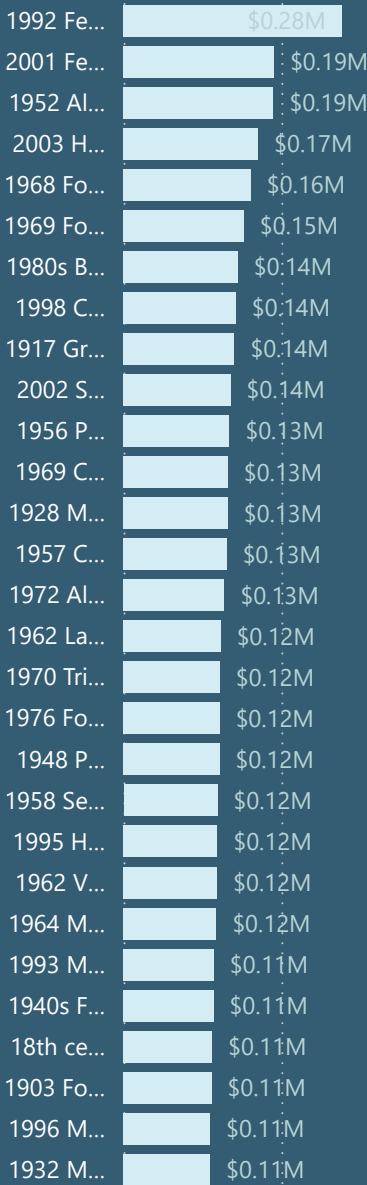 1992 Fe... $0.28M
2001 Fe... $0.19M
1952 Al... $0.19M
2003 H... $0.17M
1968 Fo... $0.16M
1969 Fo... $0.15M
1980s B... $0.14M
1998 C... $0.14M
1917 Gr... $0.14M
2002 S... $0.14M
1956 P... $0.13M
1969 C... $0.13M
1928 M... $0.13M
1957 C... $0.13M
1972 Al... $0.13M
1962 La... $0.12M
1970 Tri... $0.12M
1976 Fo... $0.12M
1948 P... $0.12M
1958 Se... $0.12M
1995 H... $0.12M
1962 V... $0.12M
1964 M... $0.12M
1993 M... $0.11M
1940s F... $0.11M
18th ce... $0.11M
1903 Fo... $0.11M
1996 M... $0.11M
1932 M... $0.11M